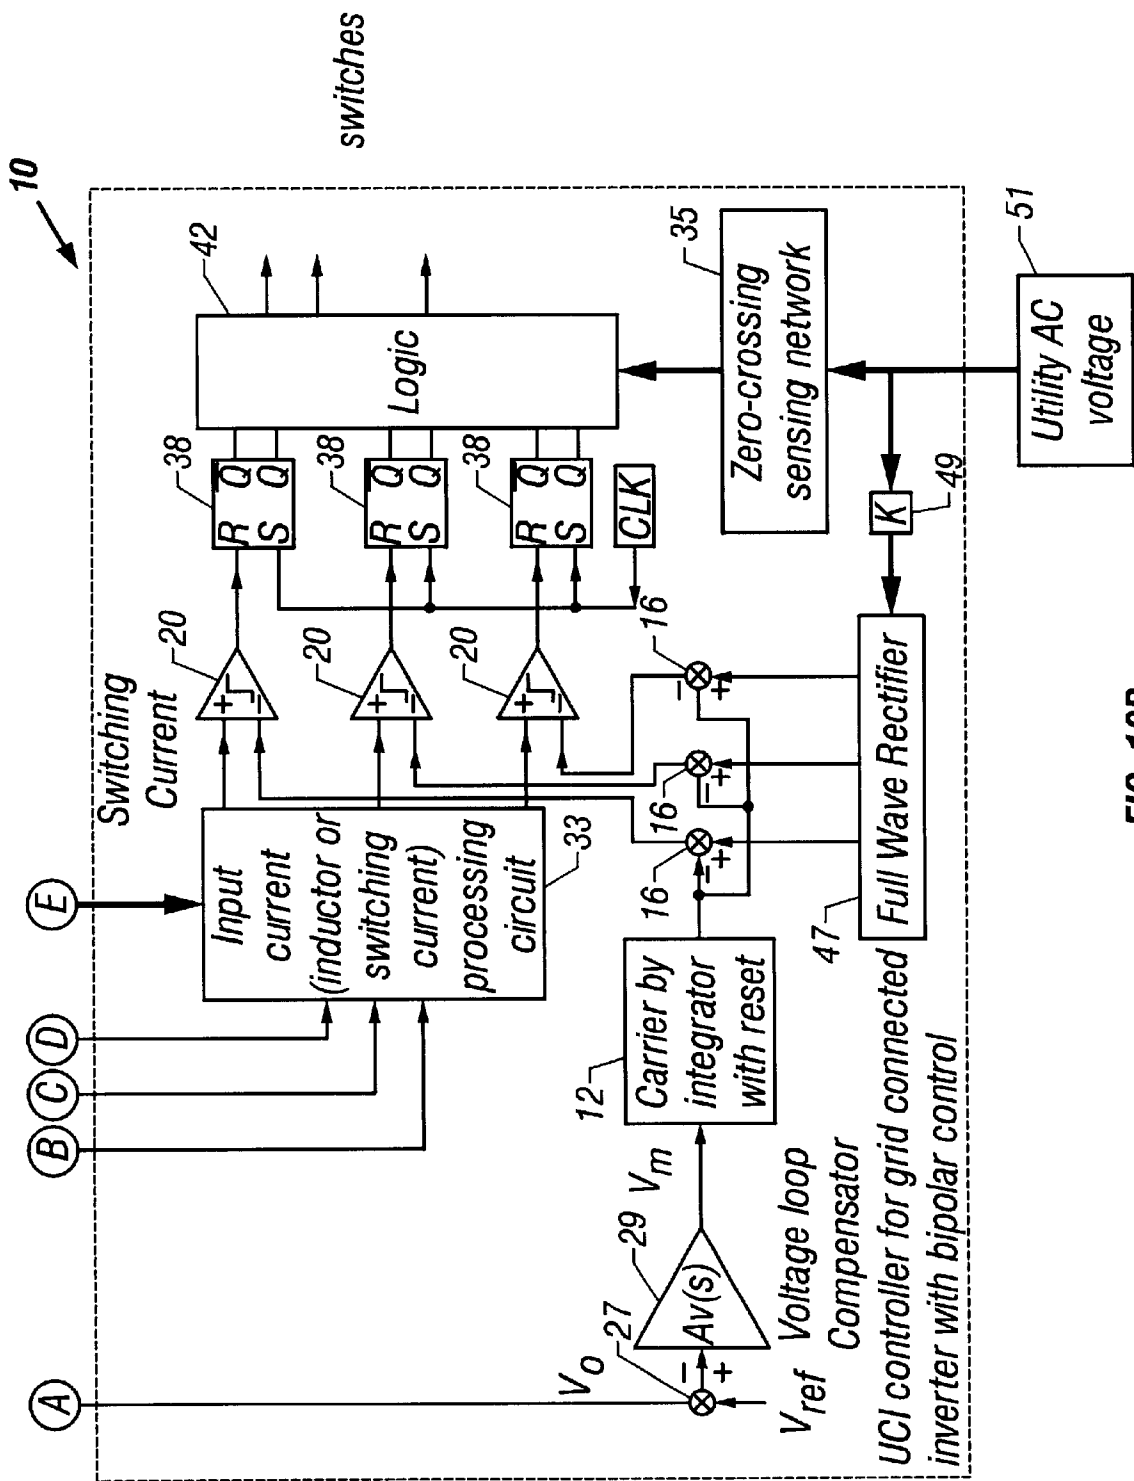 10
switches
Switching
Current
A
B
C
D
E
Input
current
(inductor or
switching
current)
processing
circuit
33
20
20
20
+
−
+
−
+
−
38
38
38
R Q
S Q
R Q
S Q
R Q
S Q
CLK
42
Logic
35
Zero-crossing
sensing network
51
Utility AC
voltage
K
49
16
16
16
−
+
−
+
−
+
47
Full Wave Rectifier
12
Carrier by
integrator
with reset
Vm
29
Av(s)
27
Vo
−
+
Vref
Voltage loop
Compensator
UCI controller for grid connected
inverter with bipolar control